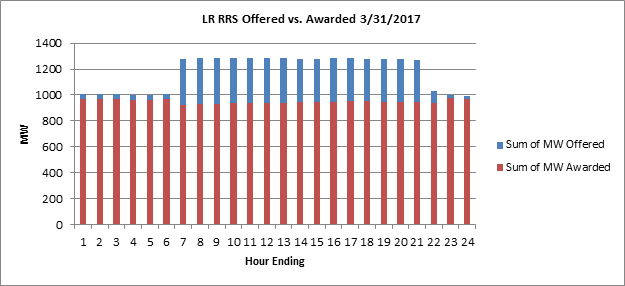 LR RRS Offered vs. Awarded 3/31/2017
1400
1200
1000
800
600
400
200
0
MW
1 2 3 4 5 6 7 8 9 10 11 12 13 14 15 16 17 18 19 20 21 22 23 24
Hour Ending
Sum of MW Offered
Sum of MW Awarded